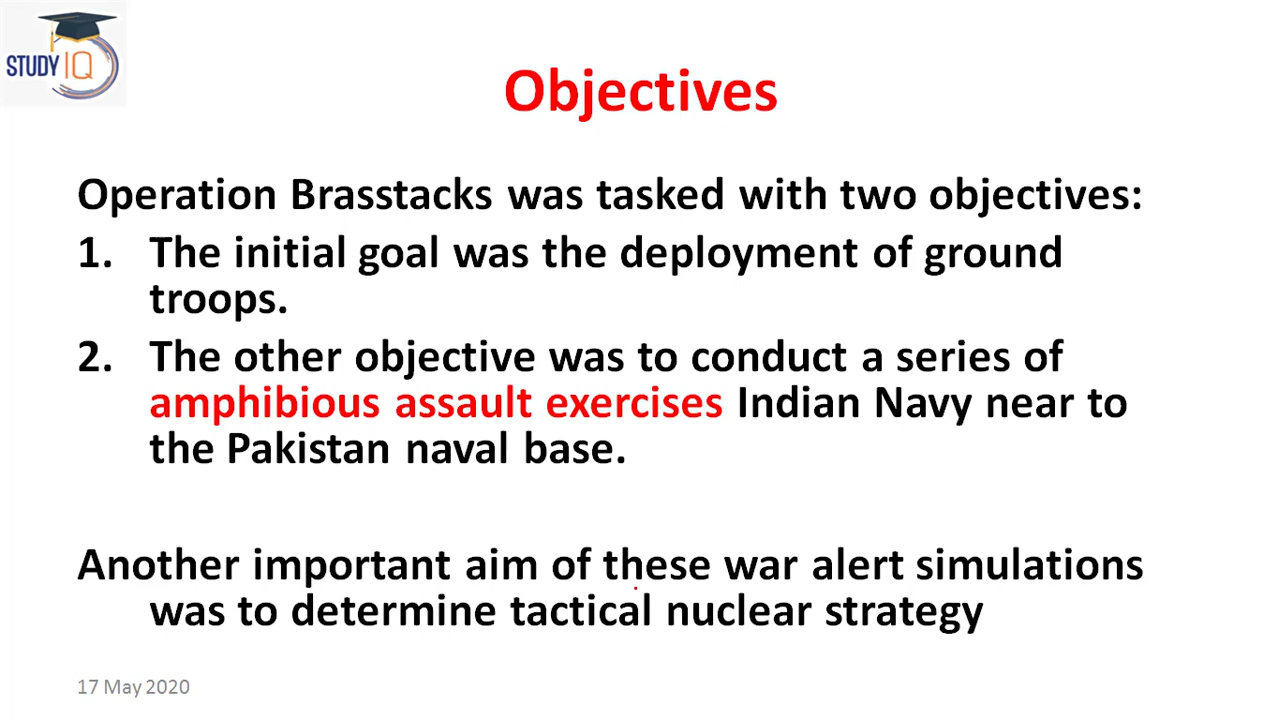 STUDY IQ
Objectives
Operation Brasstacks was tasked with two objectives:
1. The initial goal was the deployment of ground
troops.
2. The other objective was to conduct a series of
amphibious assault exercises Indian Navy near to
the Pakistan naval base.
Another important aim of these war alert simulations
was to determine tactical nuclear strategy
17 May 2020